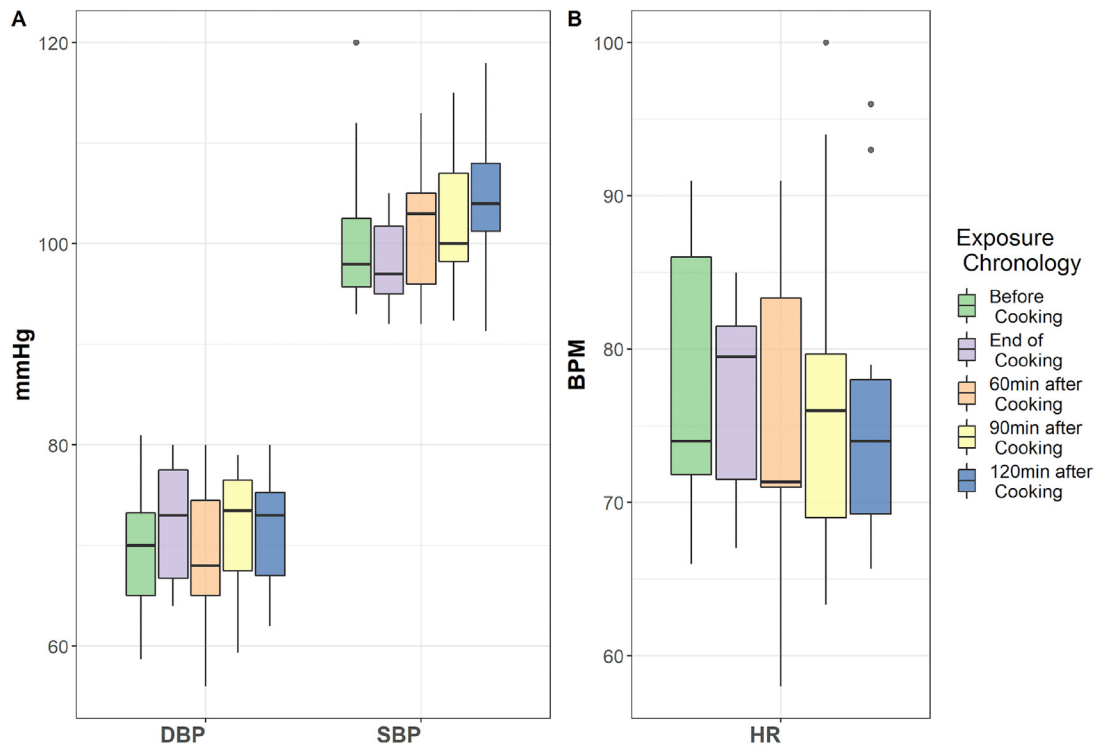 A
120
100
80
60
mmHg
DBP
SBP
B
100
90
80
70
60
BPM
HR
Exposure
Chronology
Before
Cooking
End of
Cooking
60min after
Cooking
90min after
Cooking
120min after
Cooking